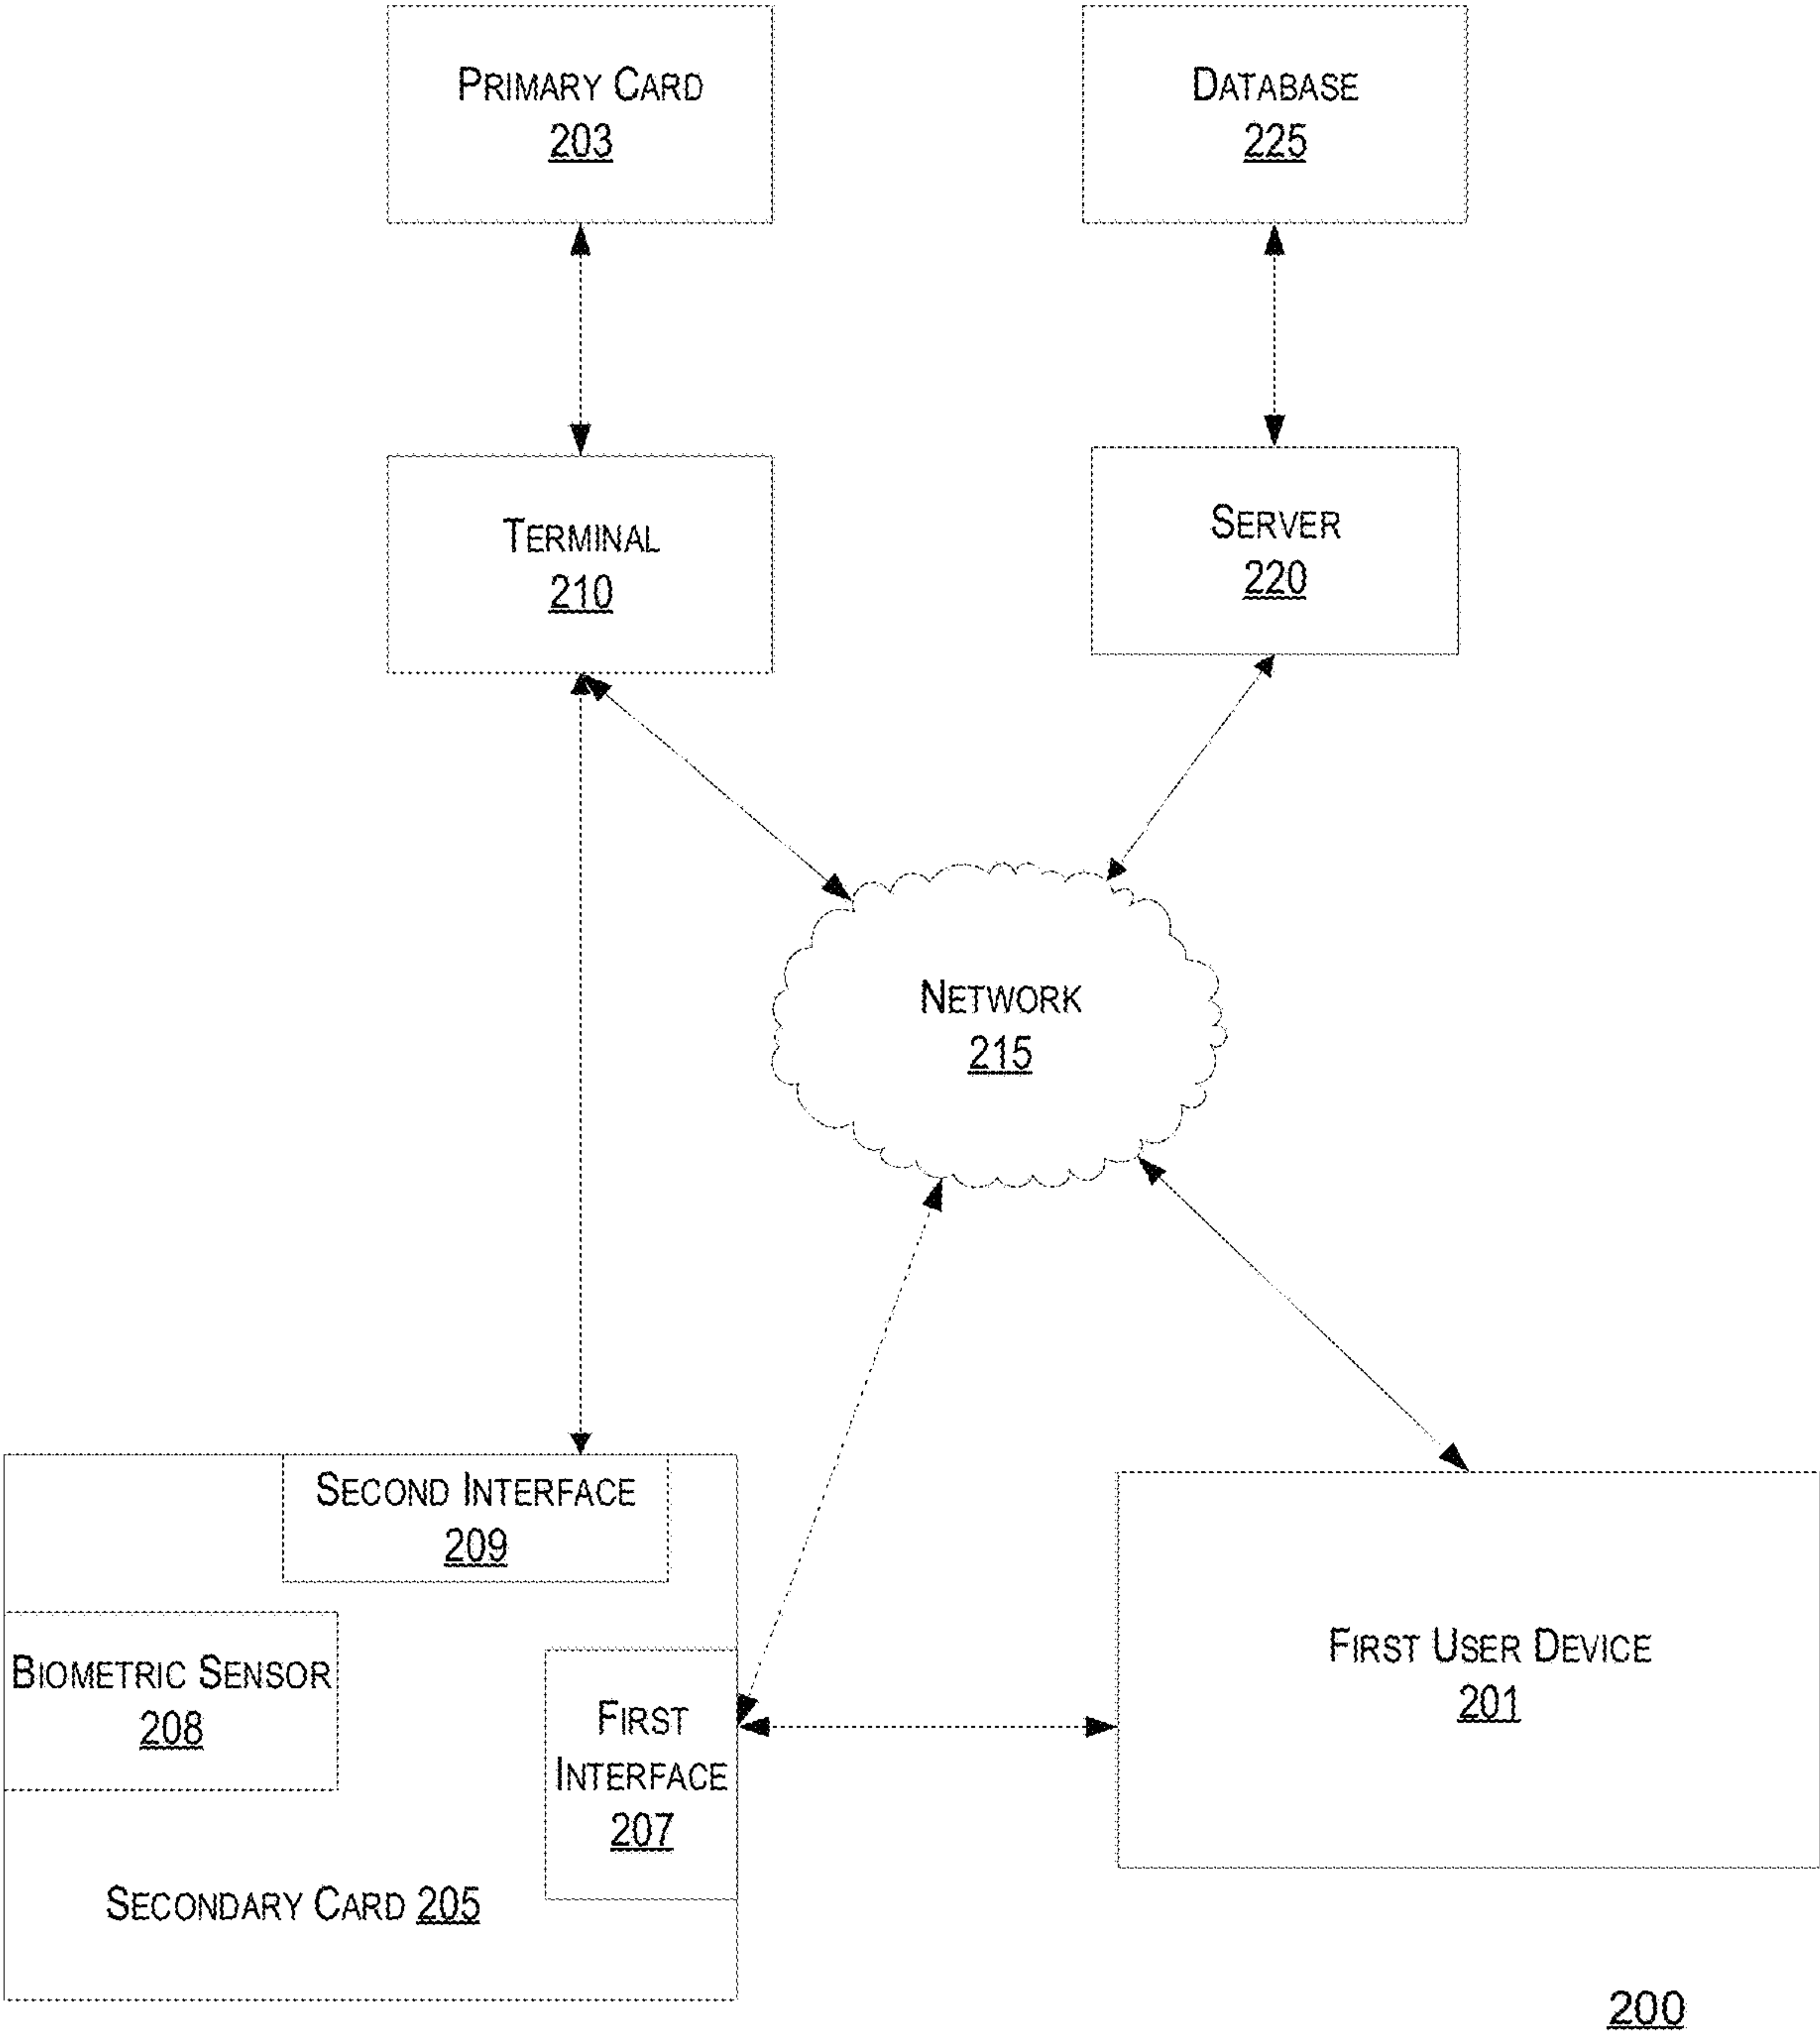 PRIMARY CARD
203
DATABASE
225
TERMINAL
210
SERVER
220
NETWORK
215
SECOND INTERFACE
209
BIOMETRIC SENSOR
208
FIRST
INTERFACE
207
SECONDARY CARD 205
FIRST USER DEVICE
201
200